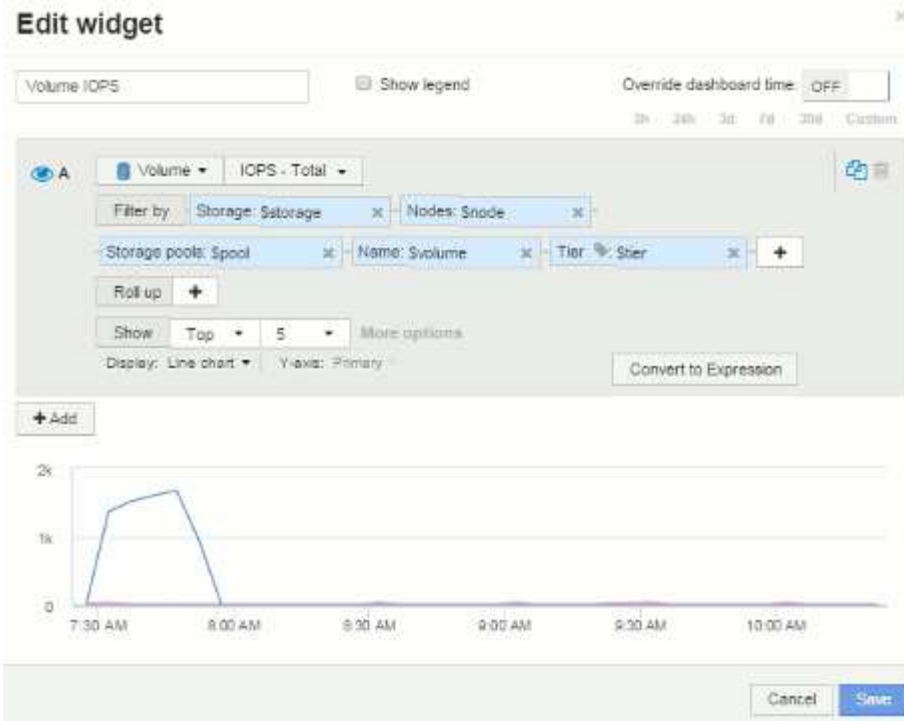 Edit widget
Volume IOPS
Show legend
Override dashboard time: OFF
3h 24h 3d 7d 30d Custom
A
Volume
IOPS - Total
Filter by
Storage: $storage
Nodes: $node
Storage pools: $pool
Name: $volume
Tier : $tier
+
Roll up +
Show Top 5 More options
Display: Line chart Y-axis: Primary
Convert to Expression
+ Add
2k
1k
0
7:30 AM 8:00 AM 8:30 AM 9:00 AM 9:30 AM 10:00 AM
Cancel Save